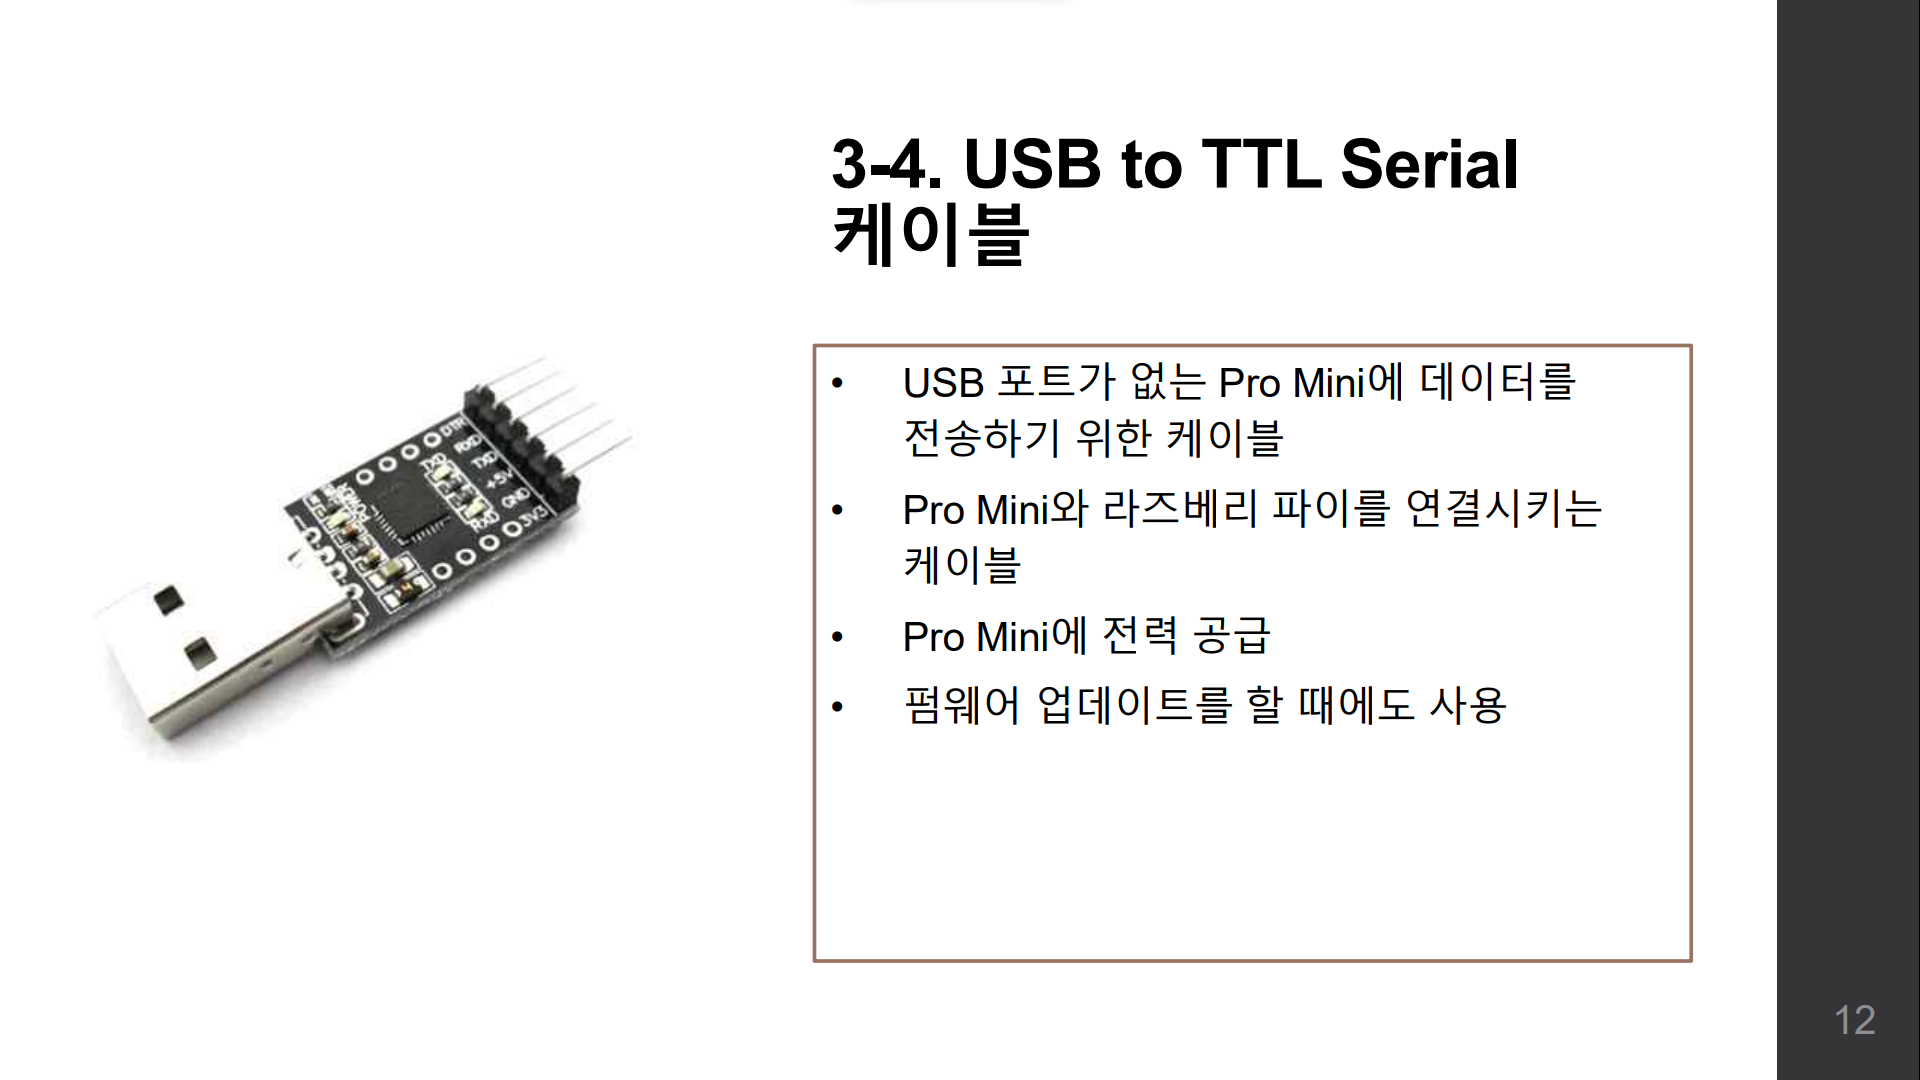 3-4. USB to TTL Serial
케이블
• USB 포트가 없는 Pro Mini에 데이터를
전송하기 위한 케이블
• Pro Mini와 라즈베리 파이를 연결시키는
케이블
• Pro Mini에 전력 공급
• 펌웨어 업데이트를 할 때에도 사용
DTR
RXD
TXD
+5V
GND
3V3
TXD
RXD
POWER
12